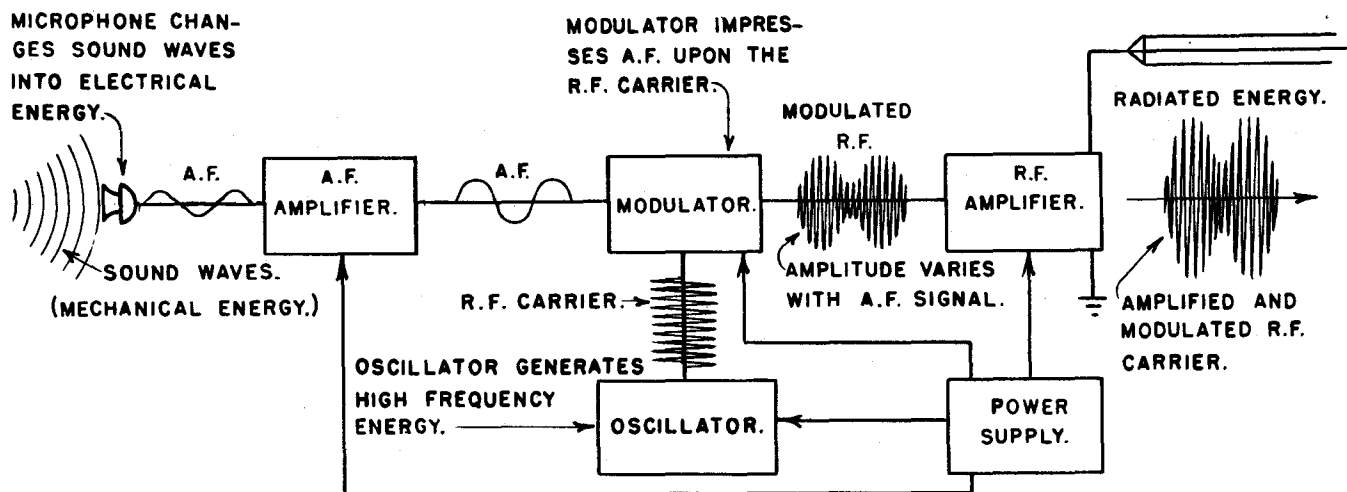 MICROPHONE CHAN-
GES SOUND WAVES
INTO ELECTRICAL
ENERGY.
MODULATOR IMPRES-
SES A.F. UPON THE
R.F. CARRIER.
RADIATED ENERGY.
MODULATED
R.F.
A.F.
A.F.
AMPLIFIER.
A.F.
MODULATOR.
R.F.
AMPLIFIER.
SOUND WAVES.
(MECHANICAL ENERGY.)
R.F. CARRIER.
AMPLITUDE VARIES
WITH A.F. SIGNAL.
AMPLIFIED AND
MODULATED R.F.
CARRIER.
OSCILLATOR GENERATES
HIGH FREQUENCY
ENERGY.
OSCILLATOR.
POWER
SUPPLY.